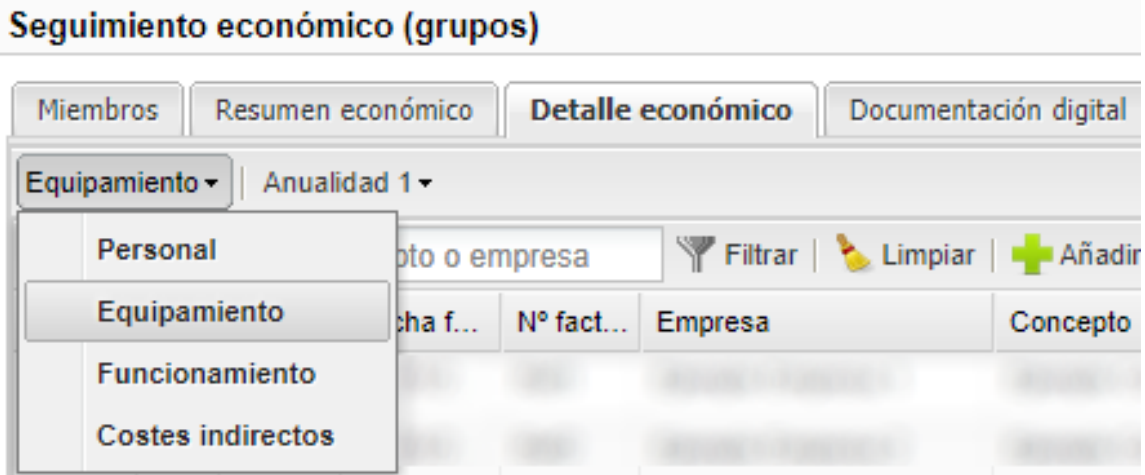 Seguimiento económico (grupos)
Miembros Resumen económico Detalle económico Documentación digital
Equipamiento Anualidad 1
Personal
pto o empresa Filtrar Limpiar Añadir
Equipamiento
cha f... Nº fact... Empresa Concepto
Funcionamiento
Costes indirectos